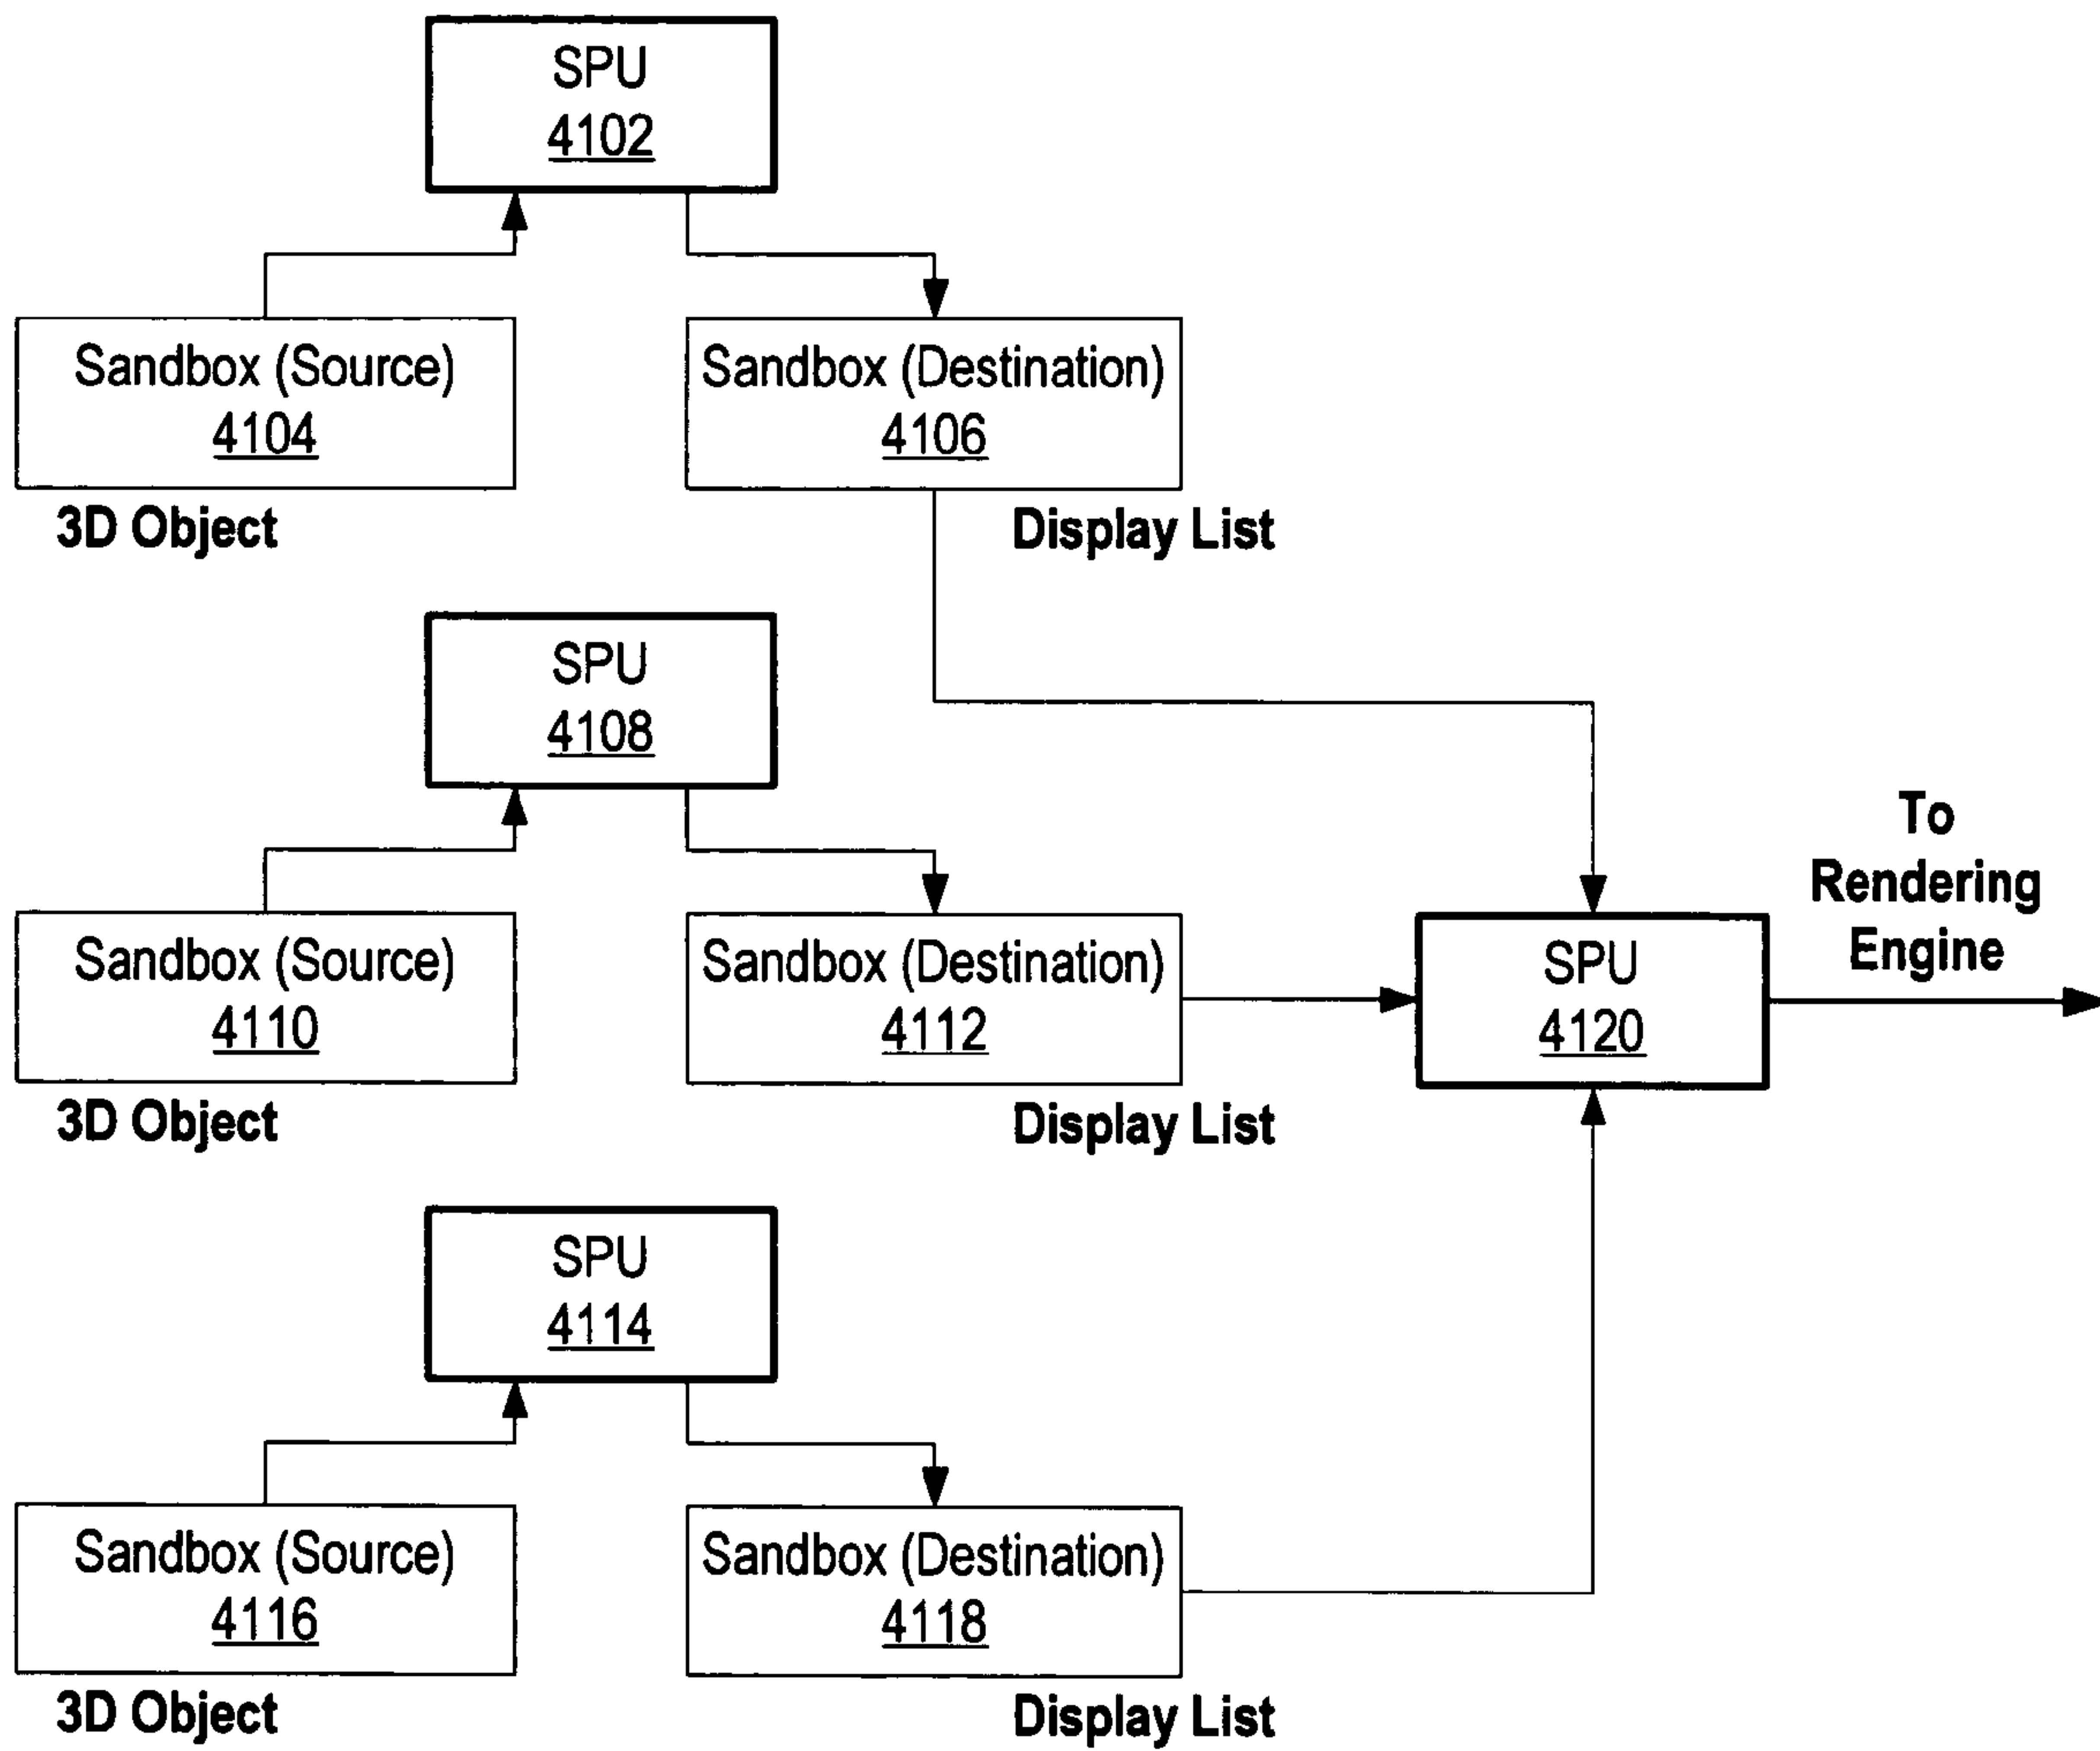 SPU
4102
Sandbox (Source)
4104
3D Object
Sandbox (Destination)
4106
Display List
SPU
4108
Sandbox (Source)
4110
3D Object
Sandbox (Destination)
4112
Display List
SPU
4120
To
Rendering
Engine
SPU
4114
Sandbox (Source)
4116
3D Object
Sandbox (Destination)
4118
Display List